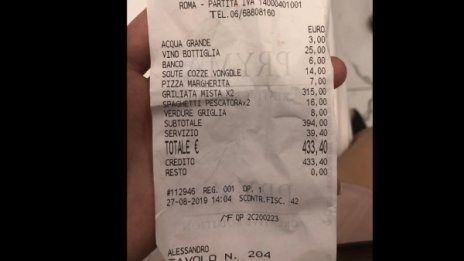 ROMA - PARTITA IVA 14000401001
TEL.06/68808160
EURO
ACQUA GRANDE 3,00
VINO BOTTIGLIA 25,00
BANCO 6,00
SOUTE COZZE VONGOLE 14,00
PIZZA MARGHERITA 7,00
GRILIATA MISTA X2 315,00
SPAGHETTI PESCATORAx2 16,00
VERDURE GRIGLIA 8,00
SUBTOTALE 394,00
SERVIZIO 39,40
TOTALE € 433,40
CREDITO 433,40
RESTO 0,00
#112946 REG. 001 OP. 1
27-08-2019 14:04 SCONTR.FISC. 42
QP 2C200223
ALESSANDRO
TAVOLO N. 204